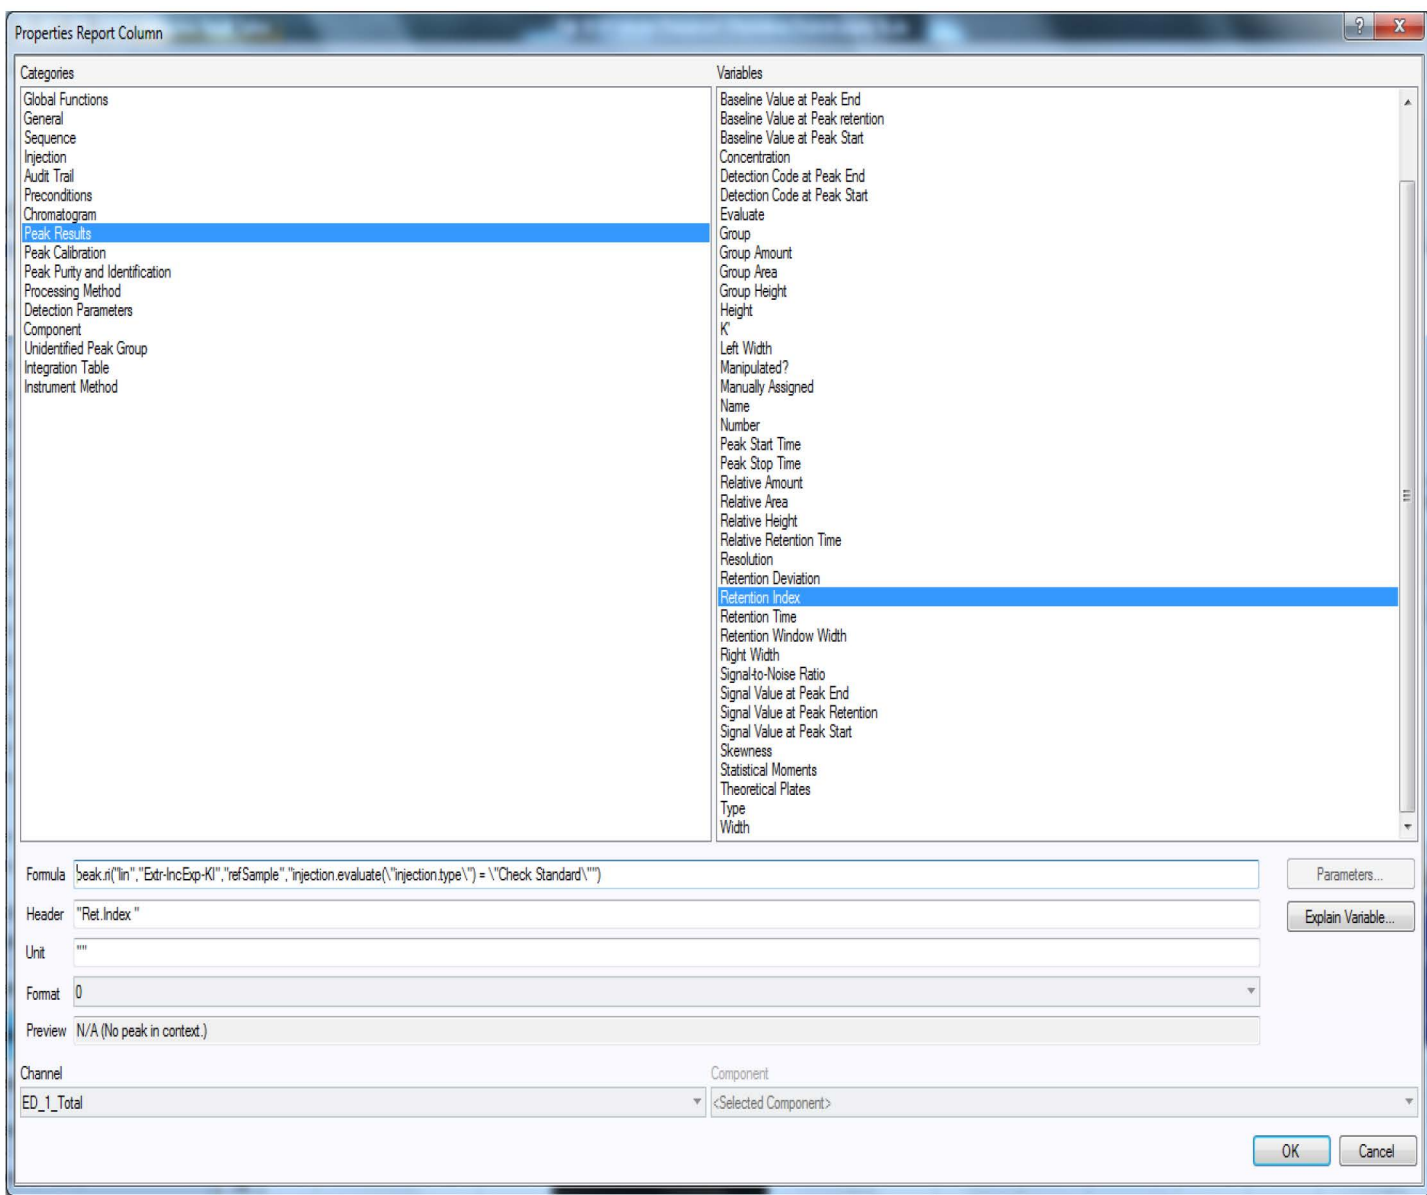 Properties Report Column
Categories
Global Functions
General
Sequence
Injection
Audit Trail
Preconditions
Chromatogram
Peak Results
Peak Calibration
Peak Purity and Identification
Processing Method
Detection Parameters
Component
Unidentified Peak Group
Integration Table
Instrument Method
Variables
Baseline Value at Peak End
Baseline Value at Peak retention
Baseline Value at Peak Start
Concentration
Detection Code at Peak End
Detection Code at Peak Start
Evaluate
Group
Group Amount
Group Area
Group Height
Height
K'
Left Width
Manipulated?
Manually Assigned
Name
Number
Peak Start Time
Peak Stop Time
Relative Amount
Relative Area
Relative Height
Relative Retention Time
Resolution
Retention Deviation
Retention Index
Retention Time
Retention Window Width
Right Width
Signal-to-Noise Ratio
Signal Value at Peak End
Signal Value at Peak Retention
Signal Value at Peak Start
Skewness
Statistical Moments
Theoretical Plates
Type
Width
Formula peak.ri("lin","Extr-IncExp-KI","refSample","injection.evaluate(\"injection.type\") = \"Check Standard\"")
Parameters...
Header "Ret.Index "
Explain Variable...
Unit ""
Format 0
Preview N/A (No peak in context.)
Channel
ED_1_Total
Component
<Selected Component>
OK
Cancel